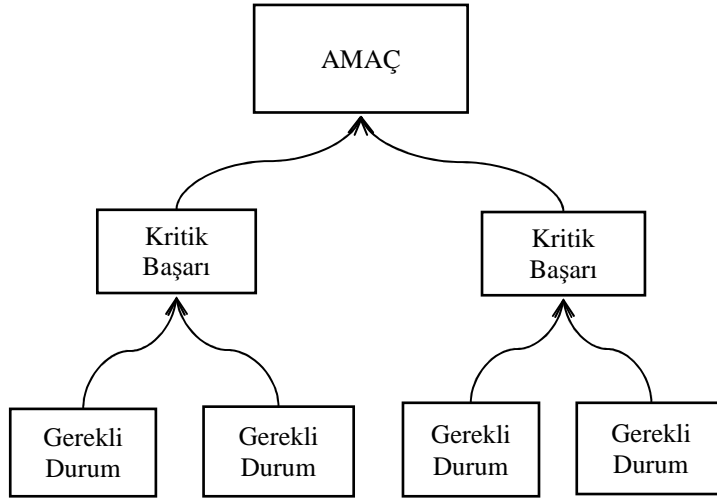 AMAÇ
Kritik
Başarı
Kritik
Başarı
Gerekli
Durum
Gerekli
Durum
Gerekli
Durum
Gerekli
Durum